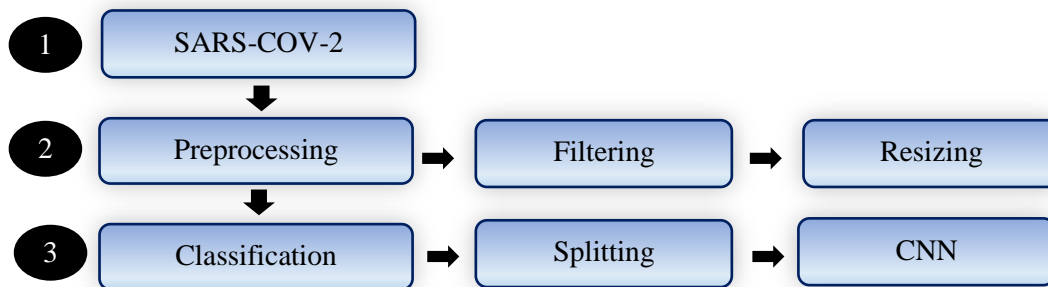 1
SARS-COV-2
2
Preprocessing
Filtering
Resizing
3
Classification
Splitting
CNN